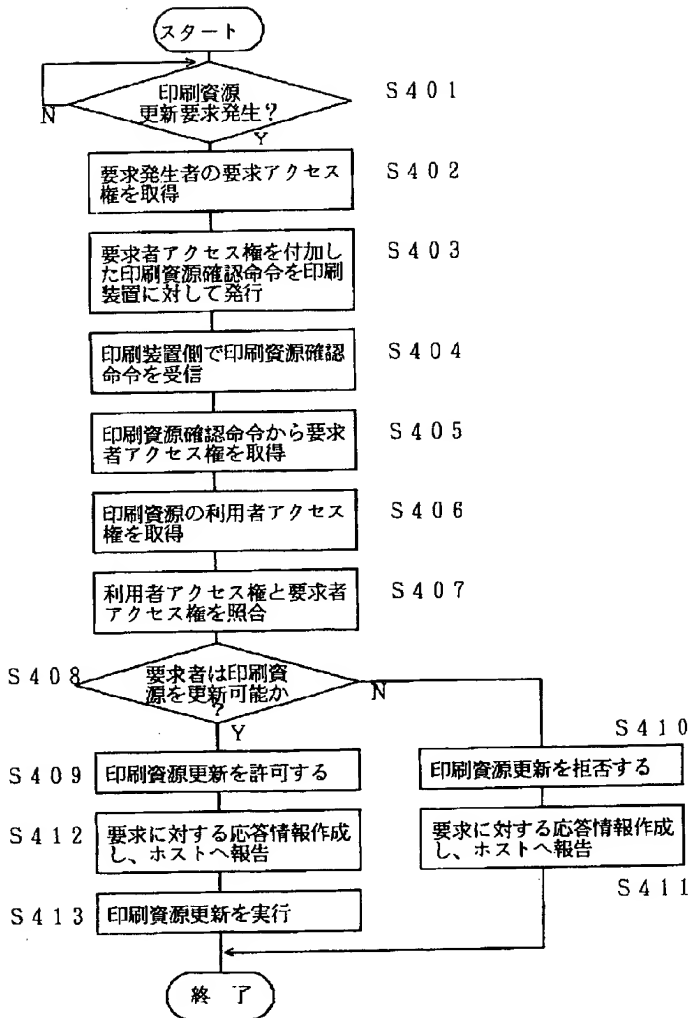 スタート
印刷資源
更新要求発生?
S401
N
Y
要求発生者の要求アクセス
権を取得
S402
要求者アクセス権を付加し
た印刷資源確認命令を印刷
装置に対して発行
S403
印刷装置側で印刷資源確認
命令を受信
S404
印刷資源確認命令から要求
者アクセス権を取得
S405
印刷資源の利用者アクセス
権を取得
S406
利用者アクセス権と要求者
アクセス権を照合
S407
S408
要求者は印刷資
源を更新可能か
?
N
Y
S409
印刷資源更新を許可する
S410
印刷資源更新を拒否する
S412
要求に対する応答情報作成
し、ホストへ報告
要求に対する応答情報作成
し、ホストへ報告
S411
S413
印刷資源更新を実行
終 了